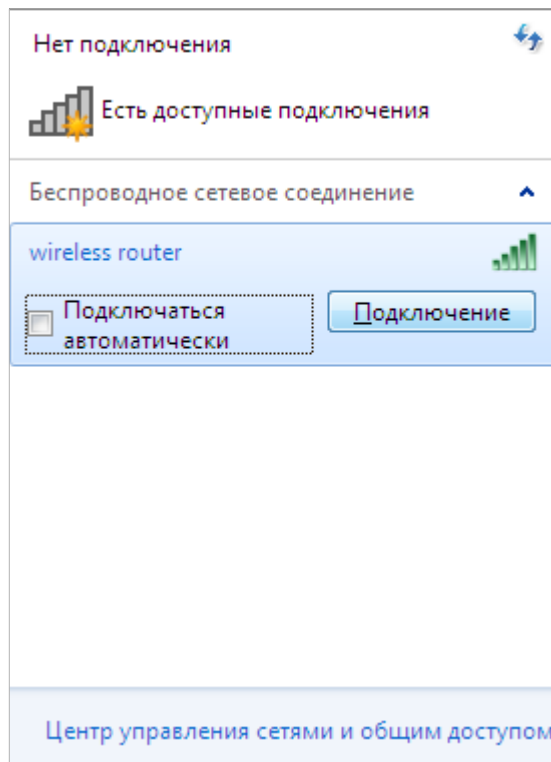 Нет подключения
Есть доступные подключения
Беспроводное сетевое соединение
wireless router
Подключаться
автоматически
Подключение
Центр управления сетями и общим доступом